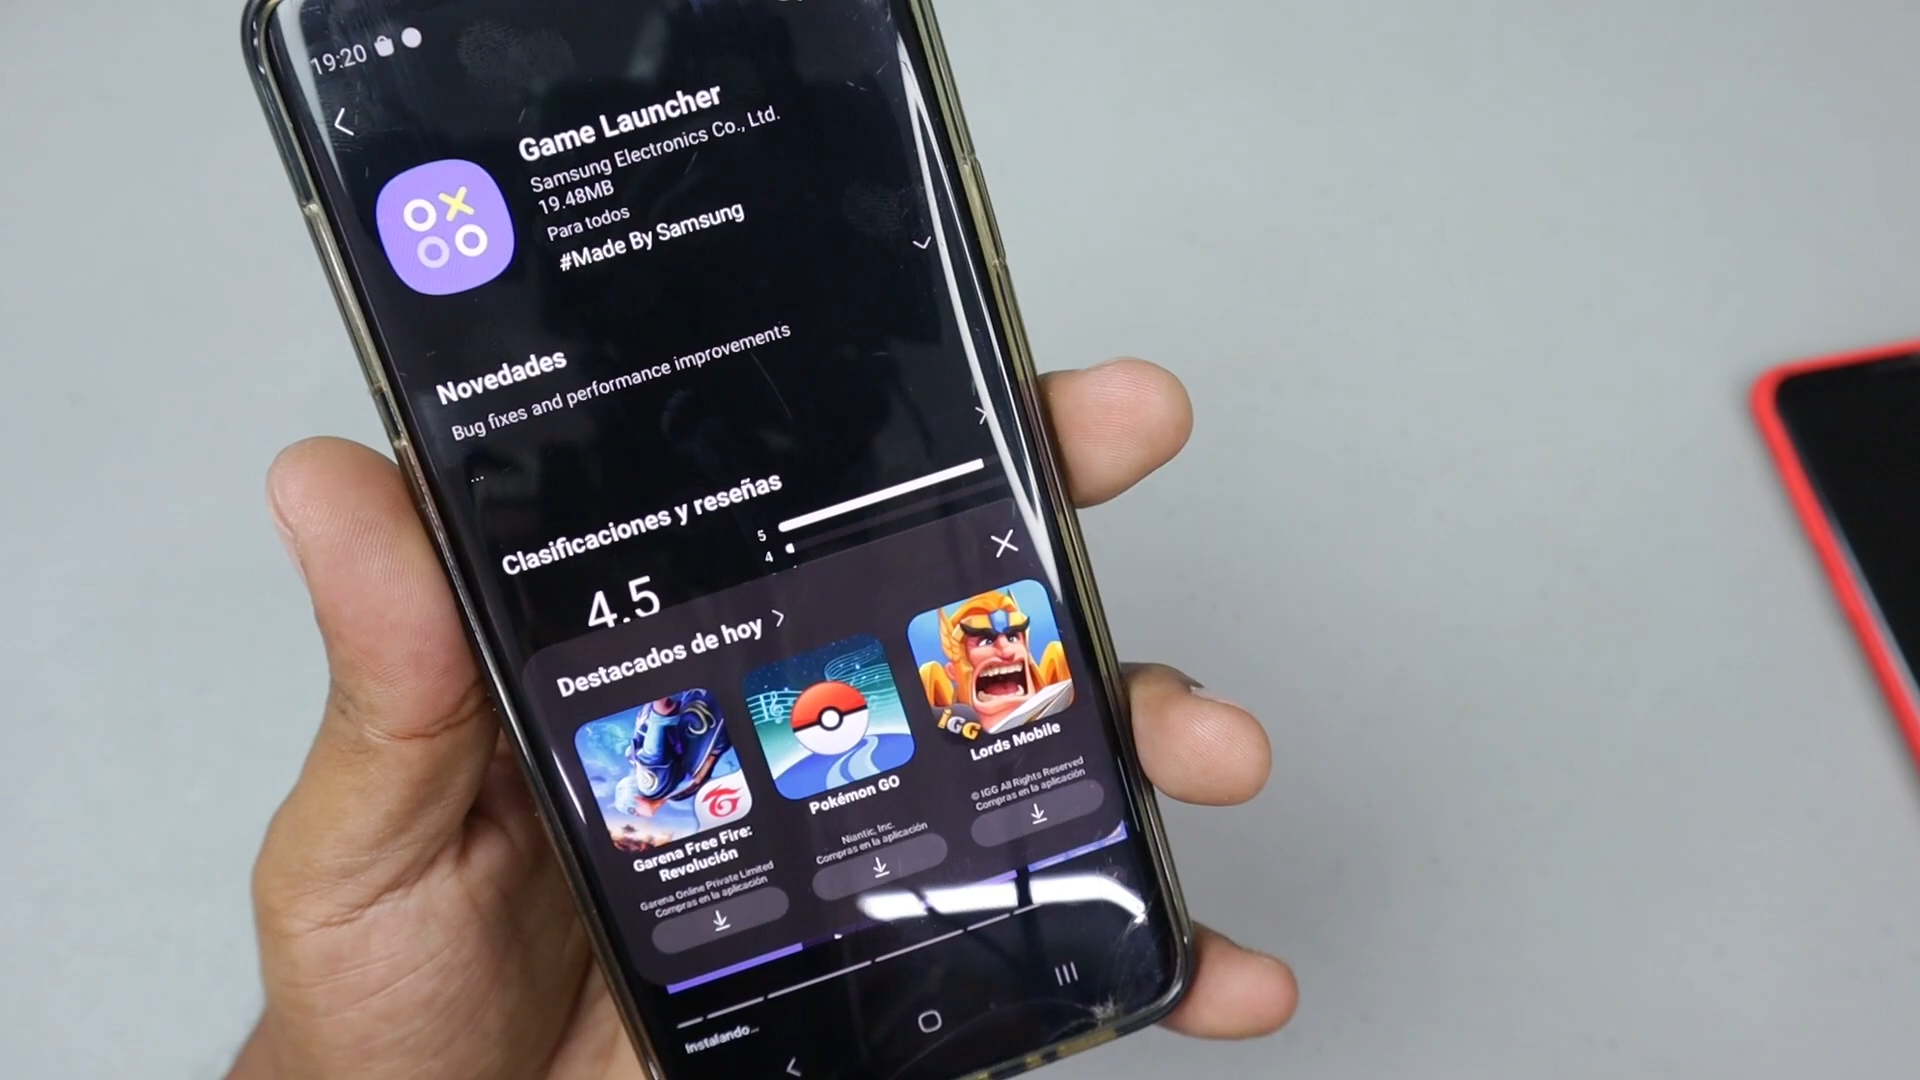 19:20
Game Launcher
Samsung Electronics Co., Ltd.
19.48MB
Para todos
#Made By Samsung
Novedades
Bug fixes and performance improvements
...
Clasificaciones y reseñas
5
4
4.5
Destacados de hoy
IGG
Lords Mobile
© IGG All Rights Reserved
Compras en la aplicación
Pokémon GO
Niantic, Inc.
Compras en la aplicación
Garena Free Fire:
Revolución
Garena Online Private Limited
Compras en la aplicación
Instalando...